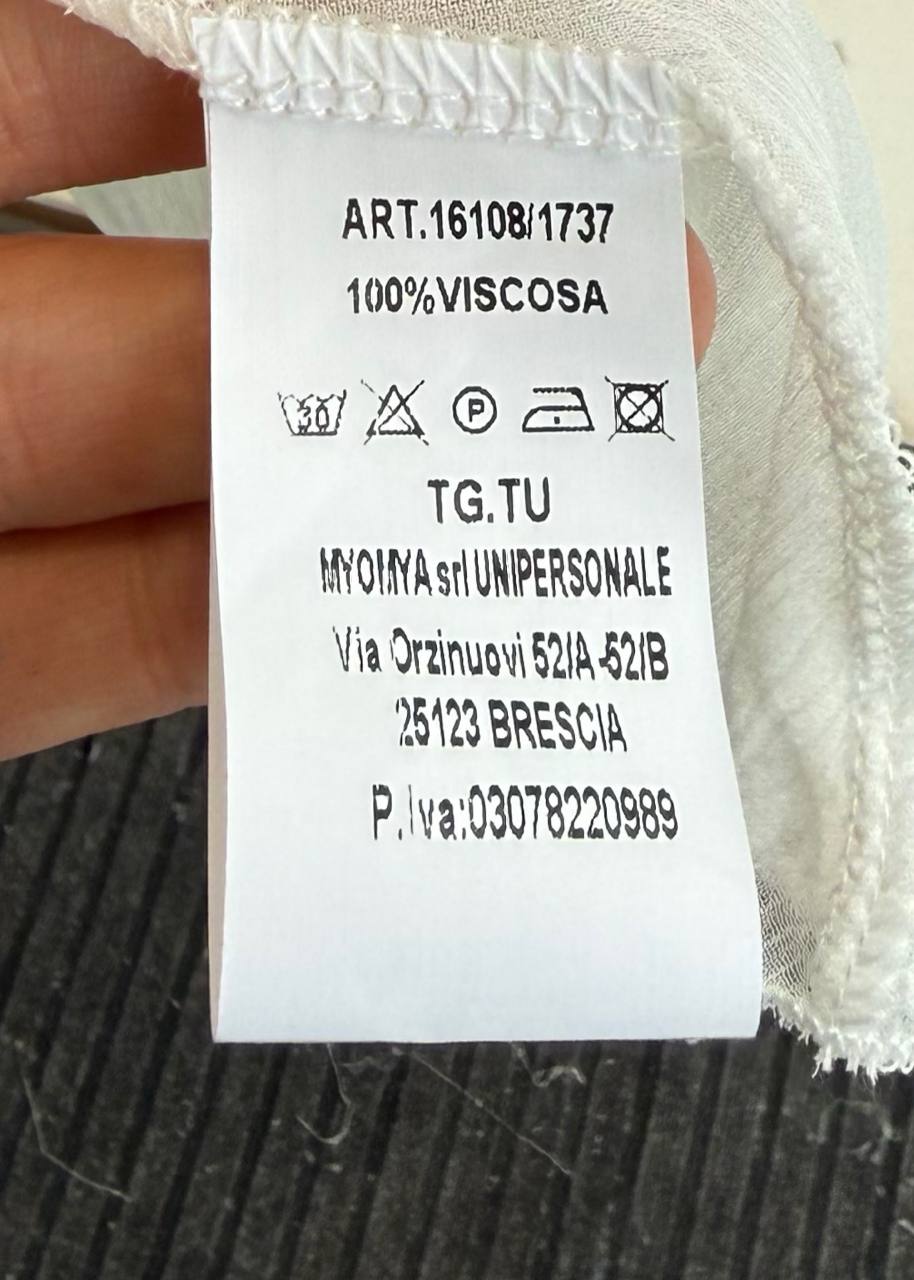 ART.16108/1737
100%VISCOSA
30 P
TG.TU
MYOMYA srl UNIPERSONALE
Via Orzinuovi 52/A-52/B
25123 BRESCIA
P.Iva:03078220989